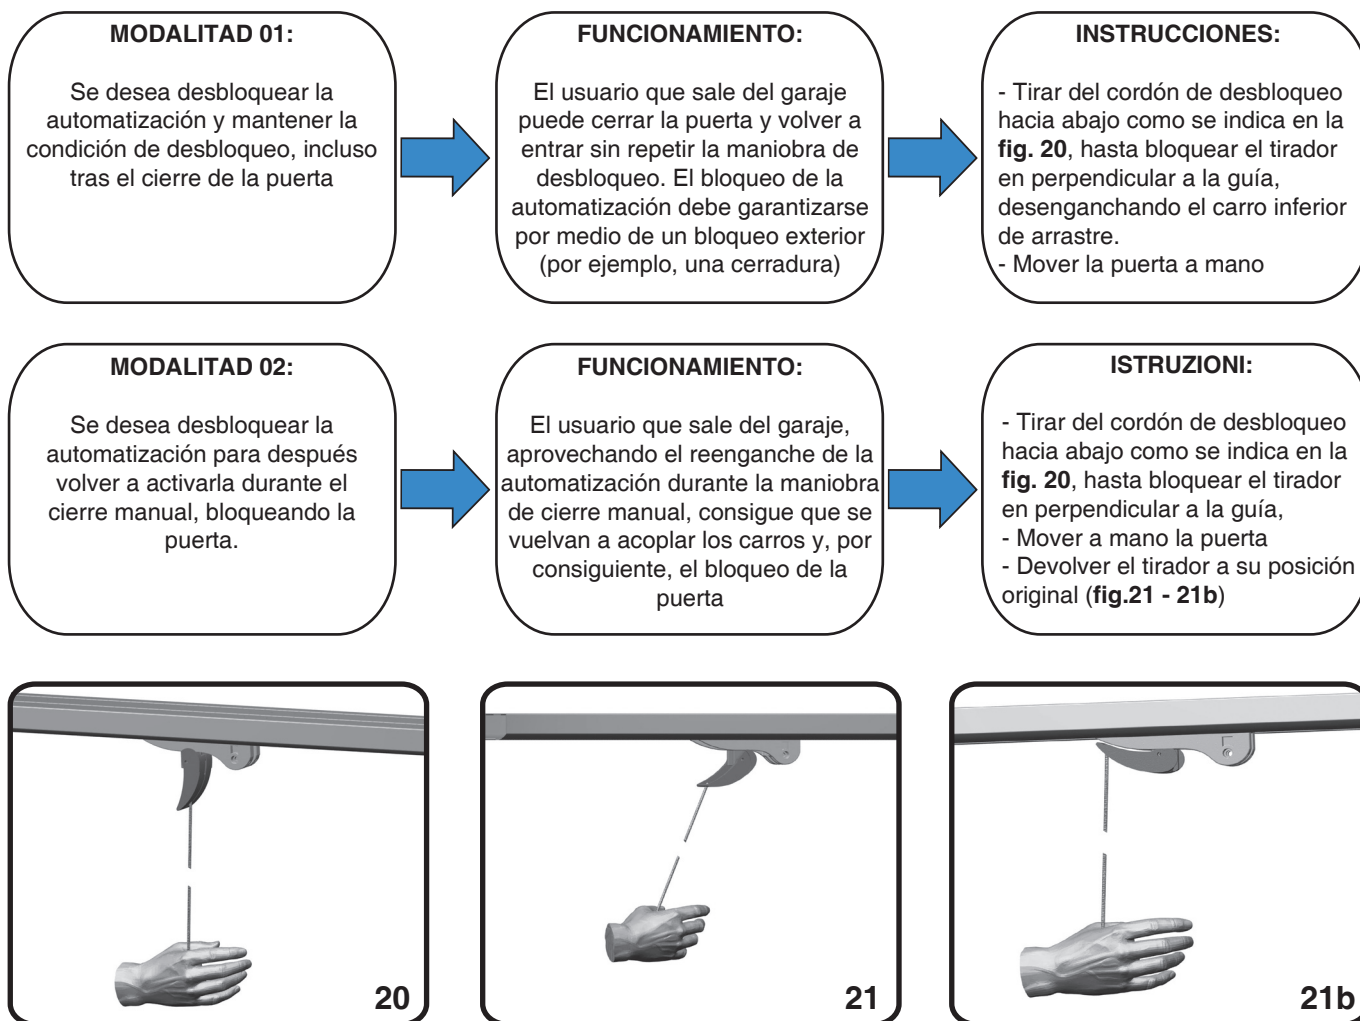 MODALITAD 01:
Se desea desbloquear la
automatización y mantener la
condición de desbloqueo, incluso
tras el cierre de la puerta
FUNCIONAMIENTO:
El usuario que sale del garaje
puede cerrar la puerta y volver a
entrar sin repetir la maniobra de
desbloqueo. El bloqueo de la
automatización debe garantizarse
por medio de un bloqueo exterior
(por ejemplo, una cerradura)
INSTRUCCIONES:
- Tirar del cordón de desbloqueo
hacia abajo como se indica en la
fig. 20, hasta bloquear el tirador
en perpendicular a la guía,
desenganchando el carro inferior
de arrastre.
- Mover la puerta a mano
MODALITAD 02:
Se desea desbloquear la
automatización para después
volver a activarla durante el
cierre manual, bloqueando la
puerta.
FUNCIONAMIENTO:
El usuario que sale del garaje,
aprovechando el reenganche de la
automatización durante la maniobra
de cierre manual, consigue que se
vuelvan a acoplar los carros y, por
consiguiente, el bloqueo de la
puerta
ISTRUZIONI:
- Tirar del cordón de desbloqueo
hacia abajo como se indica en la
fig. 20, hasta bloquear el tirador
en perpendicular a la guía,
- Mover a mano la puerta
- Devolver el tirador a su posición
original (fig.21 - 21b)
20
21
21b